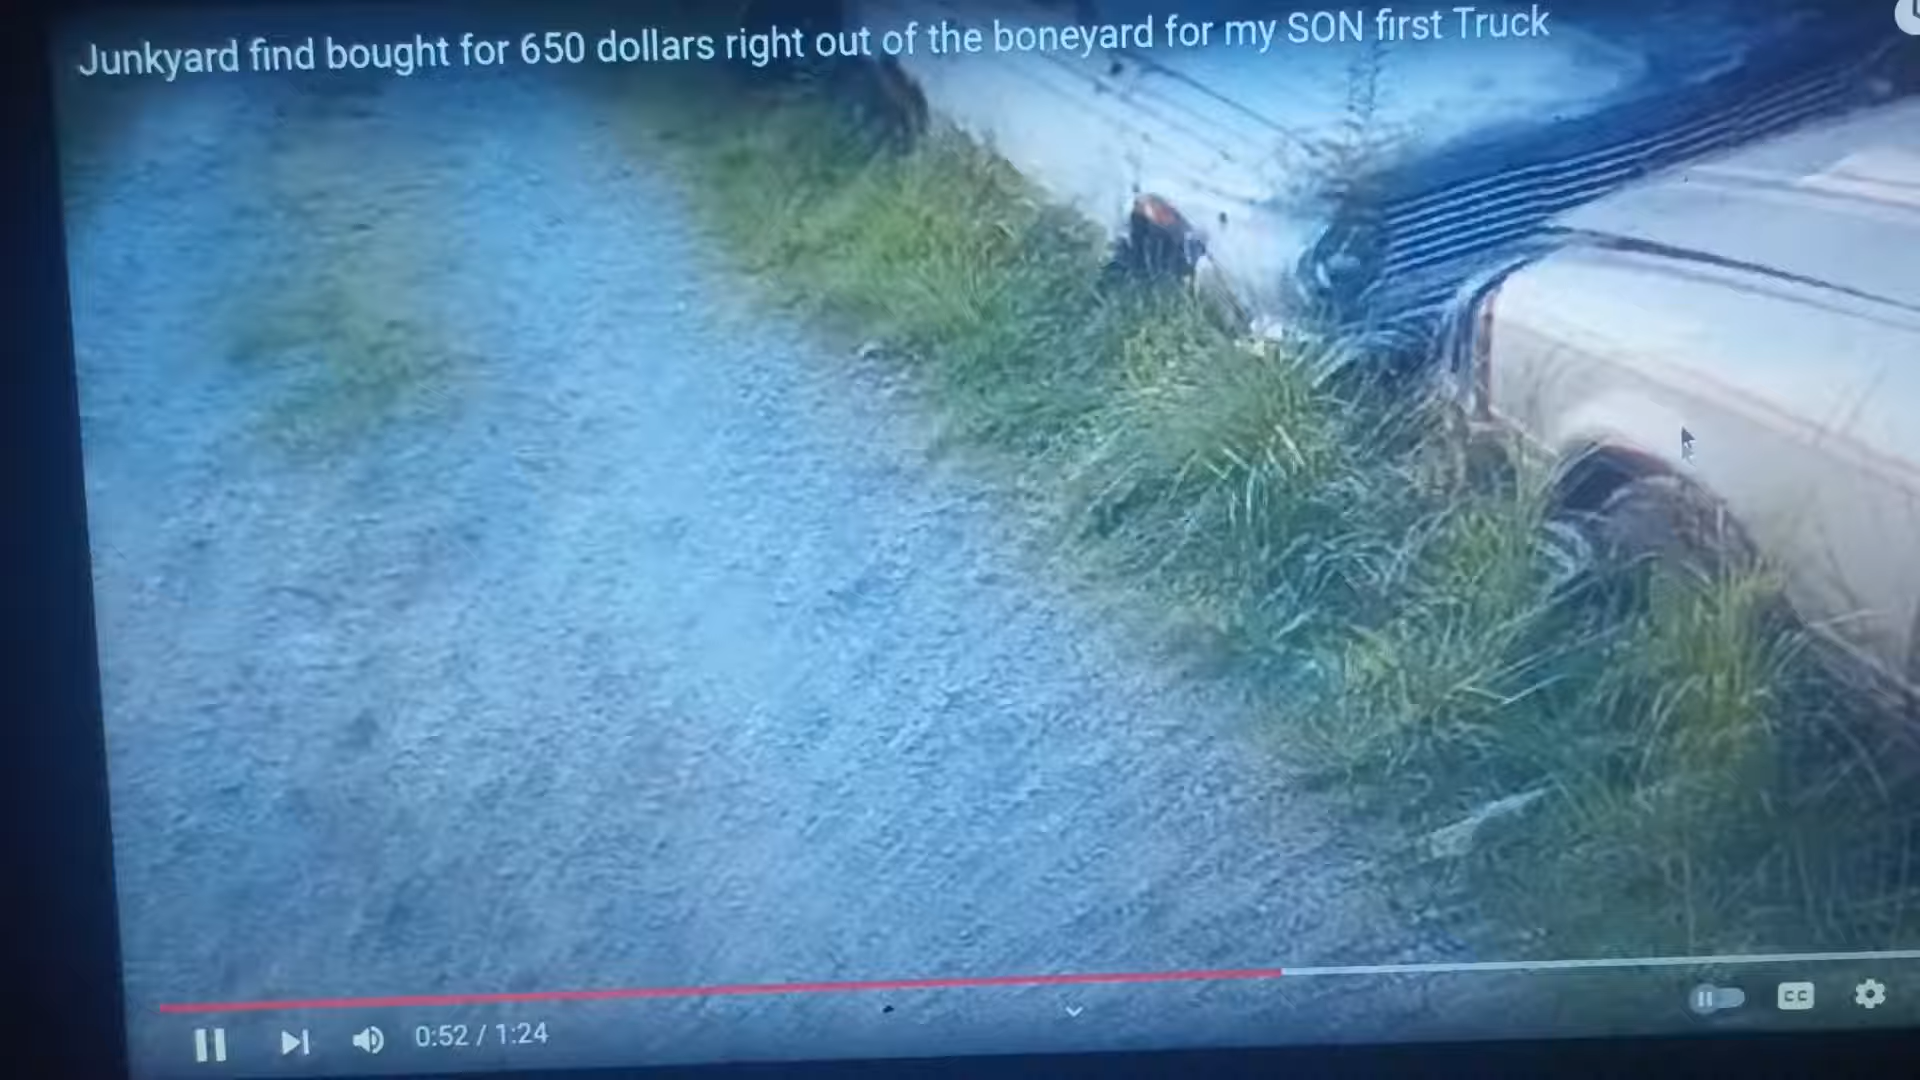 Junkyard find bought for 650 dollars right out of the boneyard for my SON first Truck
0:52 / 1:24
CC